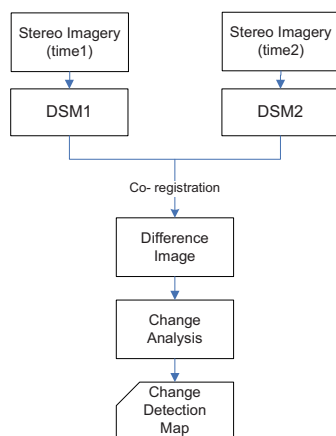 Stereo Imagery
(time1)
Stereo Imagery
(time2)
DSM1
DSM2
Co- registration
Difference
Image
Change
Analysis
Change
Detection
Map